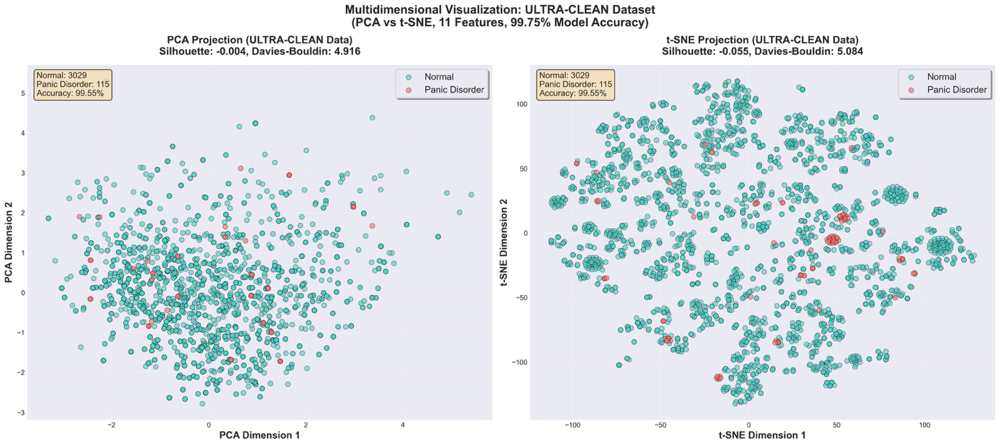 Multidimensional Visualization: ULTRA-CLEAN Dataset
(PCA vs t-SNE, 11 Features, 99.75% Model Accuracy)
PCA Projection (ULTRA-CLEAN Data)
Silhouette: -0.004, Davies-Bouldin: 4.916
Normal: 3029
Panic Disorder: 115
Accuracy: 99.55%
Normal
Panic Disorder
PCA Dimension 2
5
4
3
2
1
0
−1
−2
−3
−2
0
2
4
PCA Dimension 1
t-SNE Projection (ULTRA-CLEAN Data)
Silhouette: -0.055, Davies-Bouldin: 5.084
Normal: 3029
Panic Disorder: 115
Accuracy: 99.55%
Normal
Panic Disorder
t-SNE Dimension 2
100
50
0
−50
−100
−100
−50
0
50
100
t-SNE Dimension 1